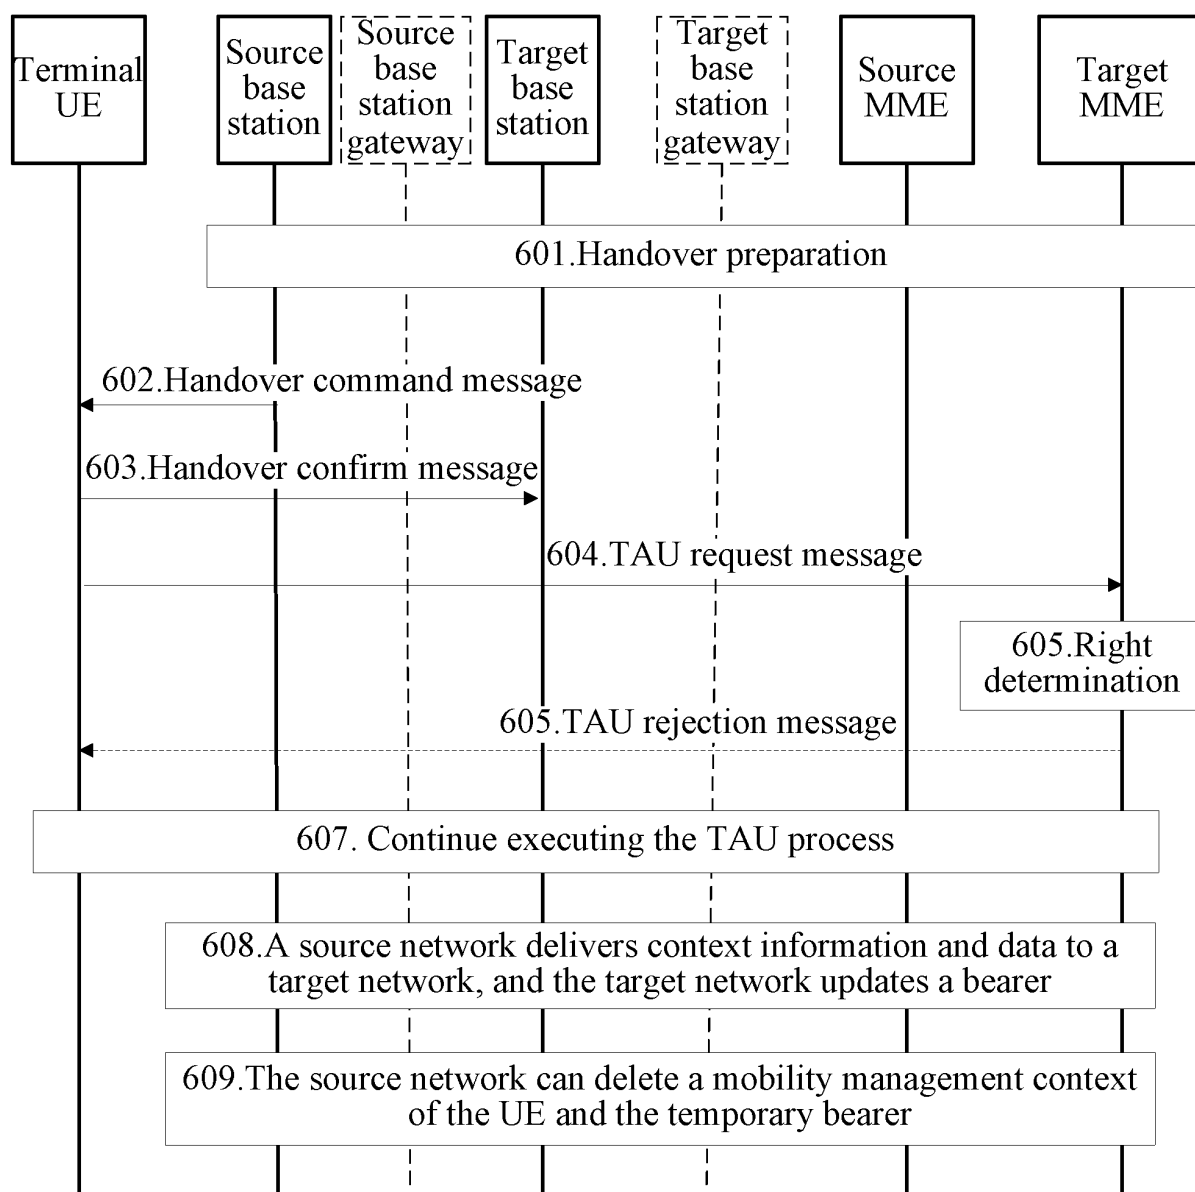 Terminal
UE
Source
base
station
Source
base
station
gateway
Target
base
station
Target
base
station
gateway
Source
MME
Target
MME
601.Handover preparation
602.Handover command message
603.Handover confirm message
604.TAU request message
605.Right
determination
605.TAU rejection message
607. Continue executing the TAU process
608.A source network delivers context information and data to a
target network, and the target network updates a bearer
609.The source network can delete a mobility management context
of the UE and the temporary bearer